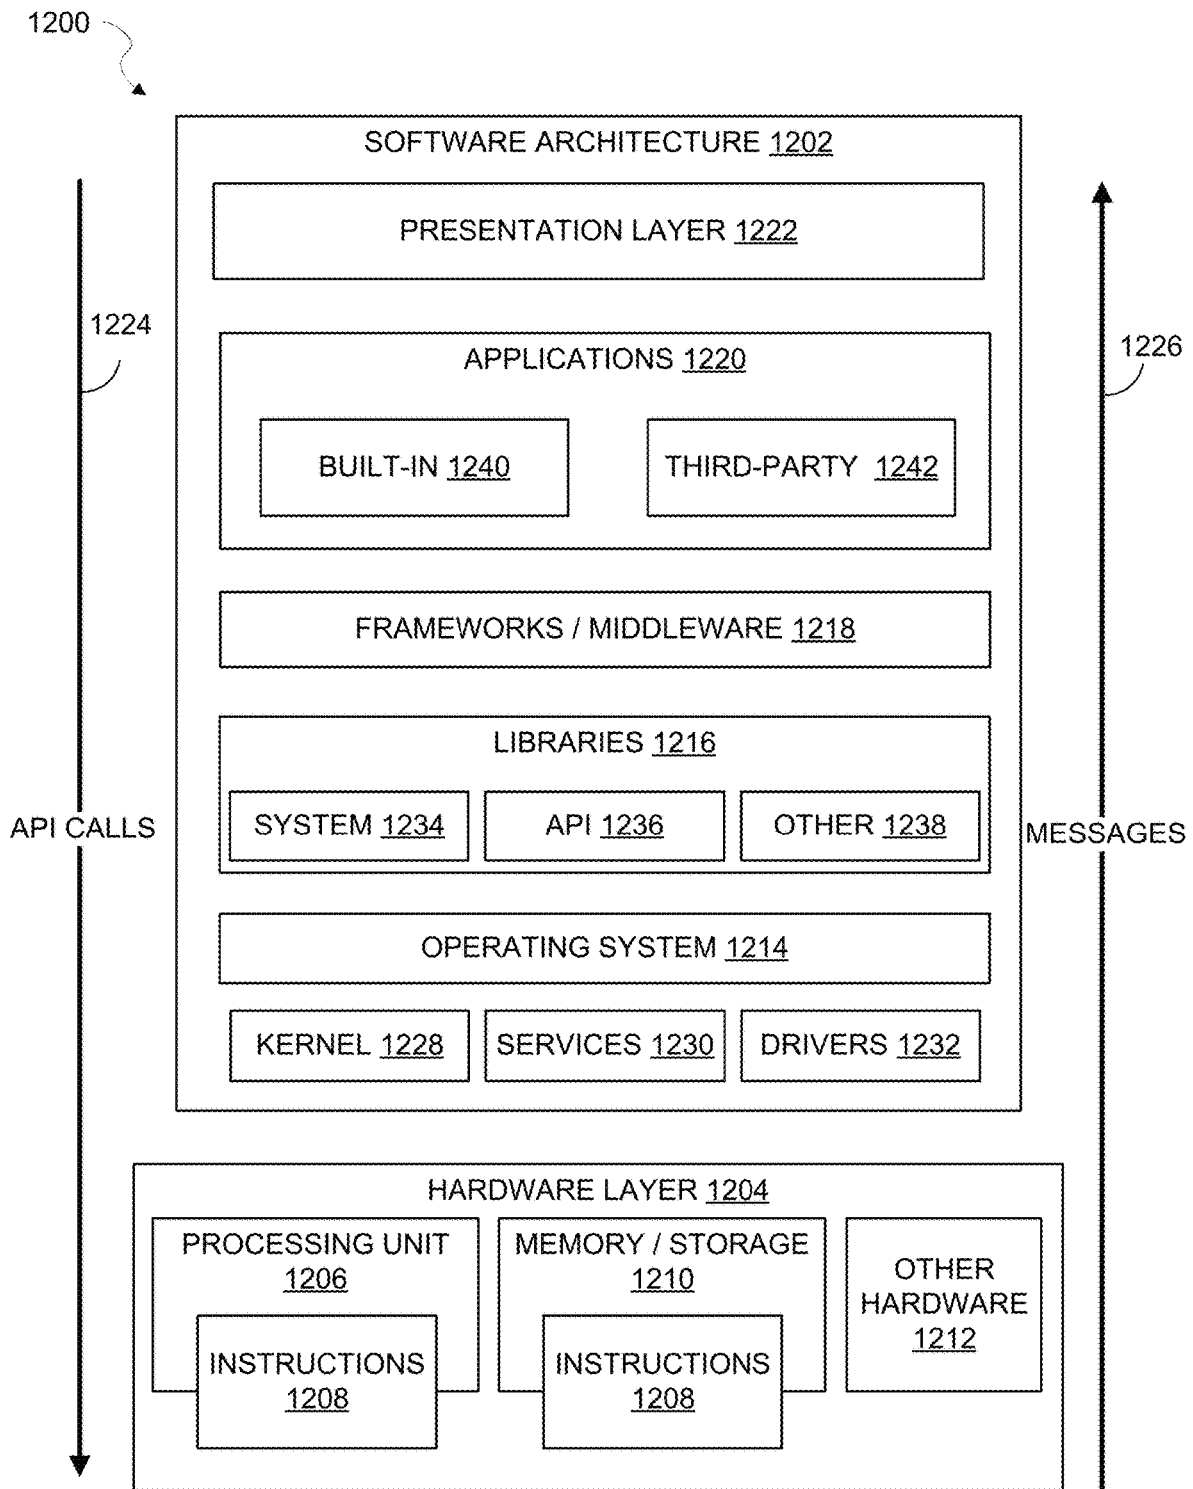 1200
SOFTWARE ARCHITECTURE 1202
PRESENTATION LAYER 1222
1224
1226
APPLICATIONS 1220
BUILT-IN 1240
THIRD-PARTY 1242
FRAMEWORKS / MIDDLEWARE 1218
LIBRARIES 1216
SYSTEM 1234
API 1236
OTHER 1238
API CALLS
MESSAGES
OPERATING SYSTEM 1214
KERNEL 1228
SERVICES 1230
DRIVERS 1232
HARDWARE LAYER 1204
PROCESSING UNIT
1206
INSTRUCTIONS
1208
MEMORY / STORAGE
1210
INSTRUCTIONS
1208
OTHER
HARDWARE
1212